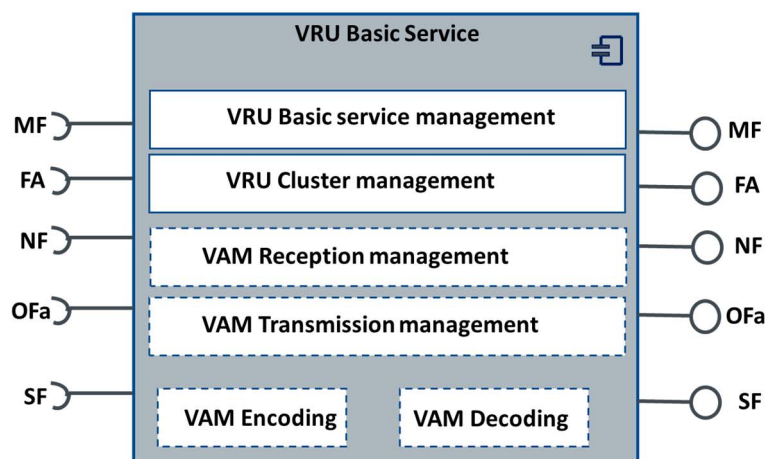 VRU Basic Service
VRU Basic service management
MF
MF
VRU Cluster management
FA
FA
VAM Reception management
NF
NF
VAM Transmission management
OFa
OFa
SF
SF
VAM Encoding
VAM Decoding